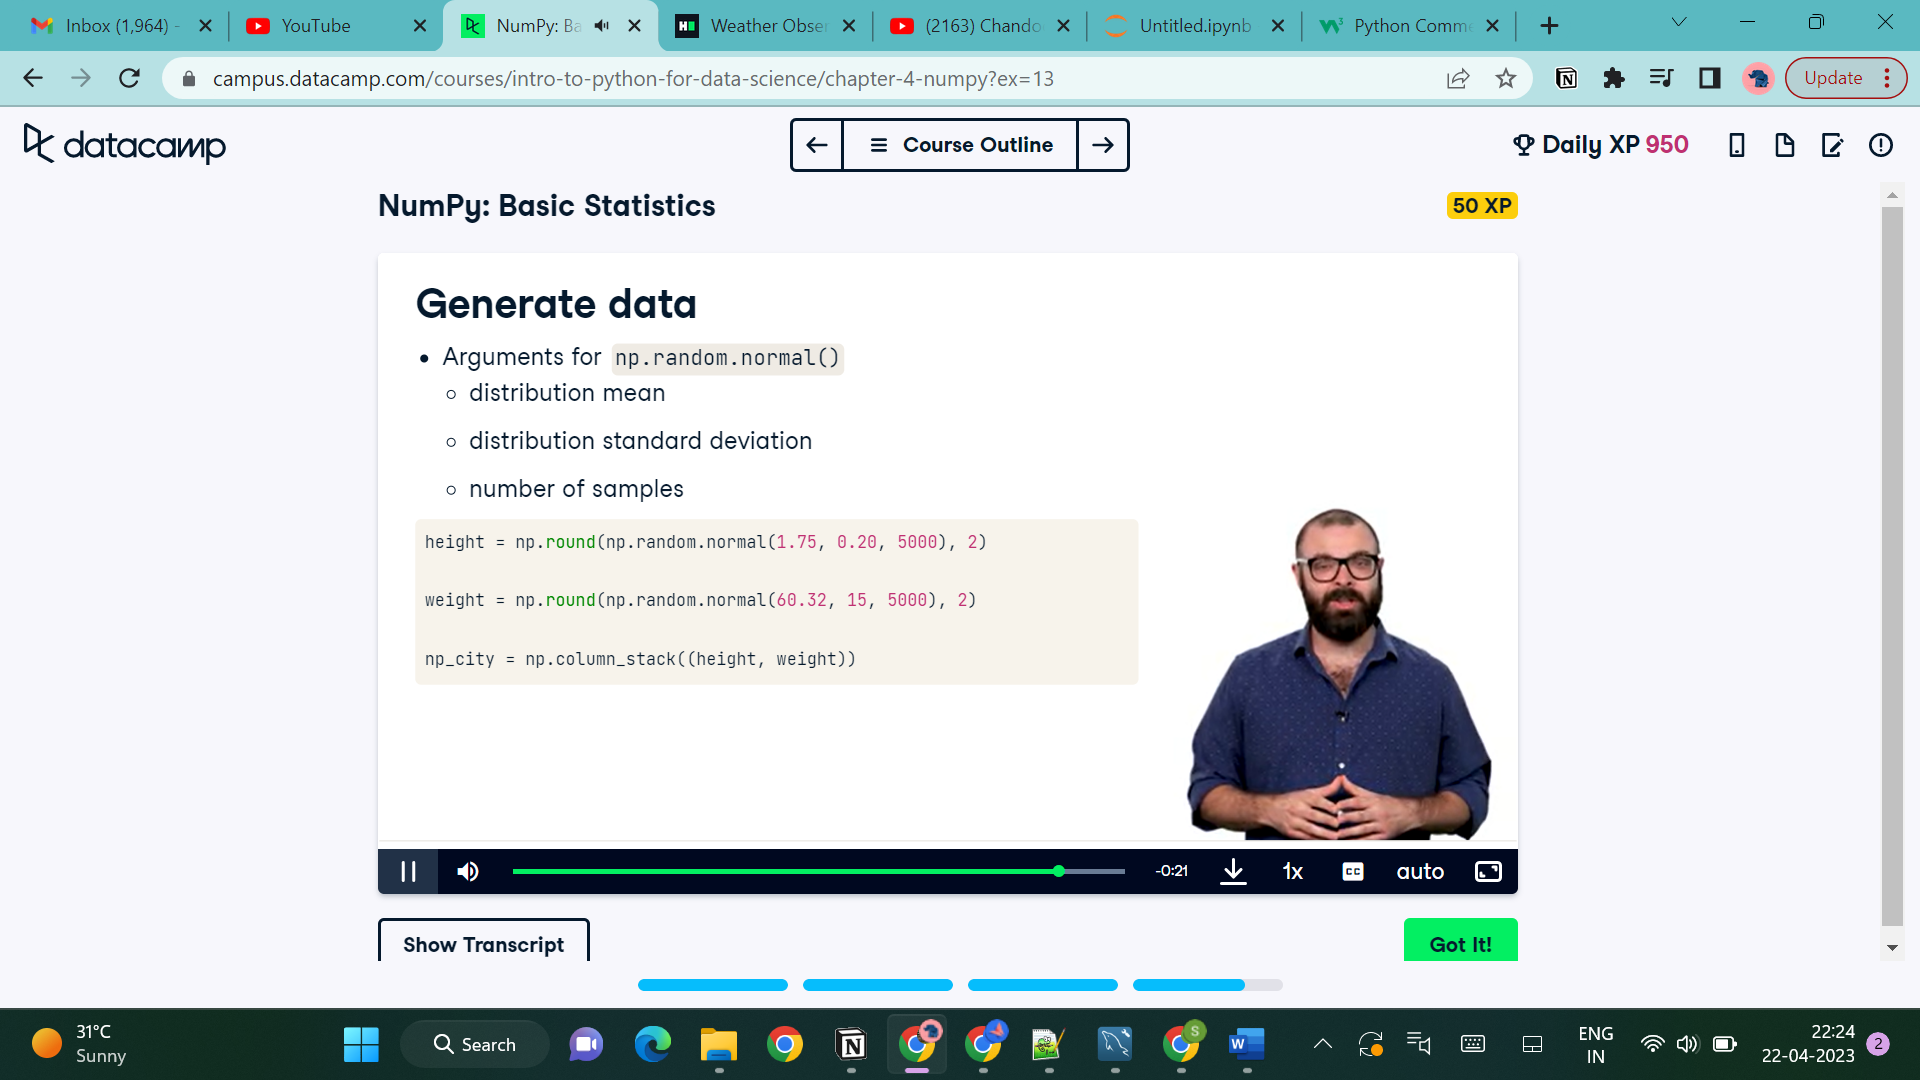 Inbox (1,964) -
YouTube
NumPy: Ba
Weather Obser
(2163) Chando
Untitled.ipynb
Python Comme
campus.datacamp.com/courses/intro-to-python-for-data-science/chapter-4-numpy?ex=13
Update
datacamp
Course Outline
Daily XP 950
NumPy: Basic Statistics
50 XP
Generate data
• Arguments for np.random.normal()
distribution mean
distribution standard deviation
number of samples
height = np.round(np.random.normal(1.75, 0.20, 5000), 2)
weight = np.round(np.random.normal(60.32, 15, 5000), 2)
np_city = np.column_stack((height, weight))
-0:21
1x
CC
auto
Show Transcript
Got It!
31°C
Sunny
Search
S
W
ENG
IN
22:24
22-04-2023
2